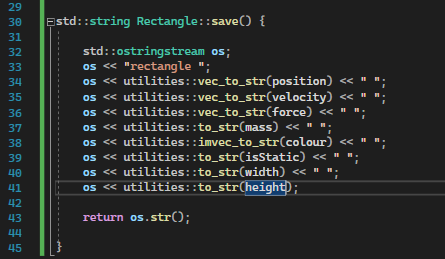 29
30 std::string Rectangle::save() {
31
32 std::ostringstream os;
33 os << "rectangle ";
34 os << utilities::vec_to_str(position) << " ";
35 os << utilities::vec_to_str(velocity) << " ";
36 os << utilities::vec_to_str(force) << " ";
37 os << utilities::to_str(mass) << " ";
38 os << utilities::imvec_to_str(colour) << " ";
39 os << utilities::to_str(isStatic) << " ";
40 os << utilities::to_str(width) << " ";
41 os << utilities::to_str(height);
42
43 return os.str();
44
45 }